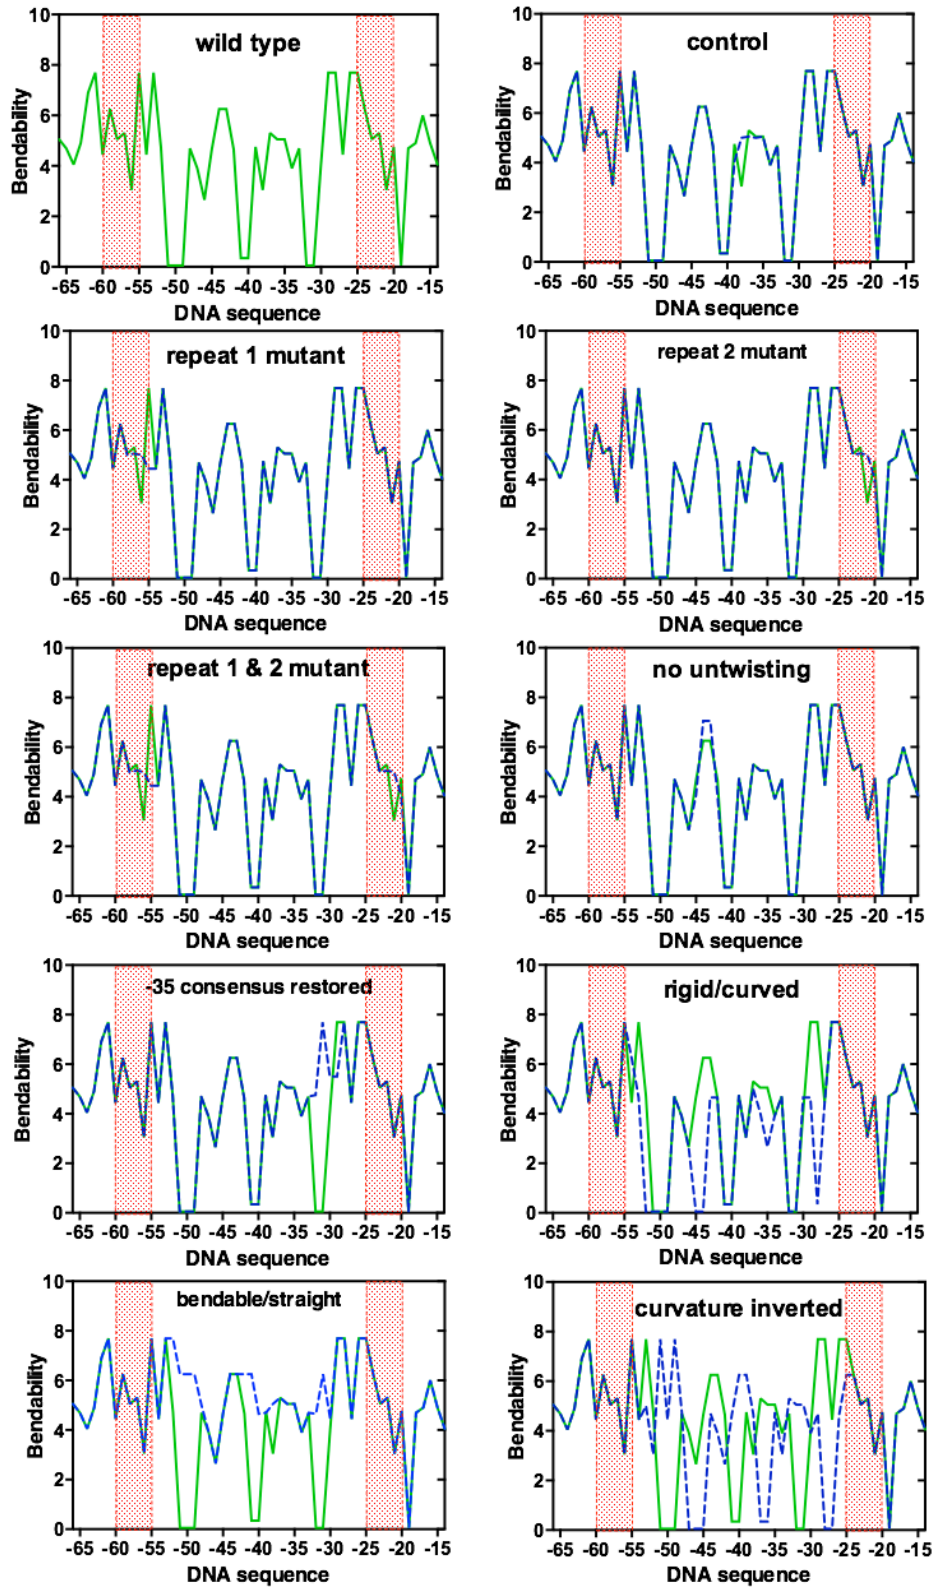 wild type
Bendability
10
8
6
4
2
0
-65 -60 -55 -50 -45 -40 -35 -30 -25 -20 -15
DNA sequence
control
Bendability
10
8
6
4
2
0
-65 -60 -55 -50 -45 -40 -35 -30 -25 -20 -15
DNA sequence
repeat 1 mutant
Bendability
10
8
6
4
2
0
-65 -60 -55 -50 -45 -40 -35 -30 -25 -20 -15
DNA sequence
repeat 2 mutant
Bendability
10
8
6
4
2
0
-65 -60 -55 -50 -45 -40 -35 -30 -25 -20 -15
DNA sequence
repeat 1 & 2 mutant
Bendability
10
8
6
4
2
0
-65 -60 -55 -50 -45 -40 -35 -30 -25 -20 -15
DNA sequence
no untwisting
Bendability
10
8
6
4
2
0
-65 -60 -55 -50 -45 -40 -35 -30 -25 -20 -15
DNA sequence
-35 consensus restored
Bendability
10
8
6
4
2
0
-65 -60 -55 -50 -45 -40 -35 -30 -25 -20 -15
DNA sequence
rigid/curved
Bendability
10
8
6
4
2
0
-65 -60 -55 -50 -45 -40 -35 -30 -25 -20 -15
DNA sequence
bendable/straight
Bendability
10
8
6
4
2
0
-65 -60 -55 -50 -45 -40 -35 -30 -25 -20 -15
DNA sequence
curvature inverted
Bendability
10
8
6
4
2
0
-65 -60 -55 -50 -45 -40 -35 -30 -25 -20 -15
DNA sequence